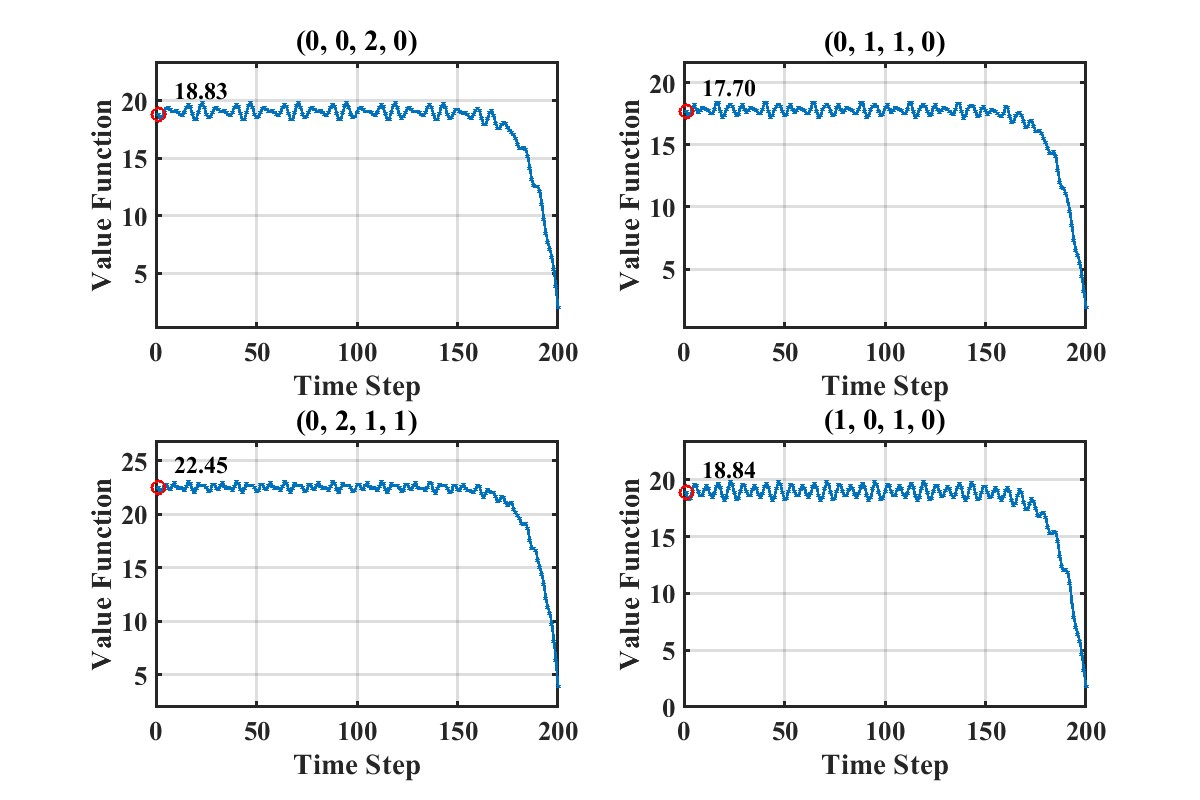 (0, 0, 2, 0)
18.83
20
15
10
5
Value Function
0 50 100 150 200
Time Step
(0, 1, 1, 0)
17.70
20
15
10
5
Value Function
0 50 100 150 200
Time Step
(0, 2, 1, 1)
22.45
25
20
15
10
5
Value Function
0 50 100 150 200
Time Step
(1, 0, 1, 0)
18.84
20
15
10
5
0
Value Function
0 50 100 150 200
Time Step